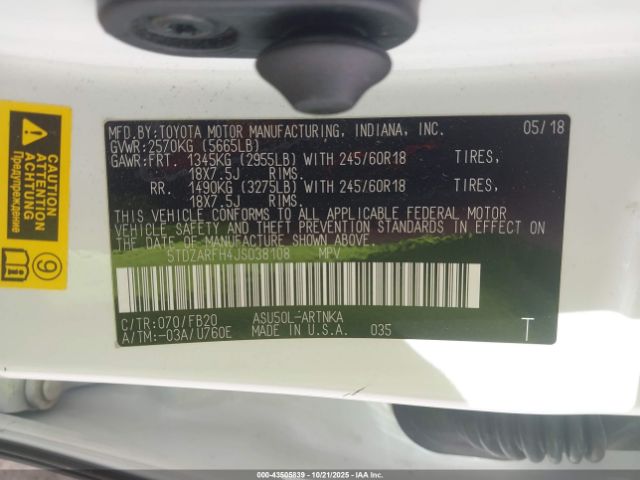 MFD.BY:TOYOTA MOTOR MANUFACTURING, INDIANA, INC. 05/18
GVWR:2570KG (5665LB)
GAWR:FRT. 1345KG (2955LB) WITH 245/60R18 TIRES,
18X7.5J RIMS.
RR. 1490KG (3275LB) WITH 245/60R18 TIRES,
18X7.5J RIMS.
THIS VEHICLE CONFORMS TO ALL APPLICABLE FEDERAL MOTOR
VEHICLE SAFETY AND THEFT PREVENTION STANDARDS IN EFFECT ON
THE DATE OF MANUFACTURE SHOWN ABOVE.
5TDZARFH4JS038108 MPV
C/TR:070/FB20 ASU50L-ARTNKA
A/TM:-03A/U760E MADE IN U.S.A. 035 T
CAUTION
ATTENTION
ACHTUNG
Предупреждение
9
000-43505839 10/21/2025 - IAAI.com